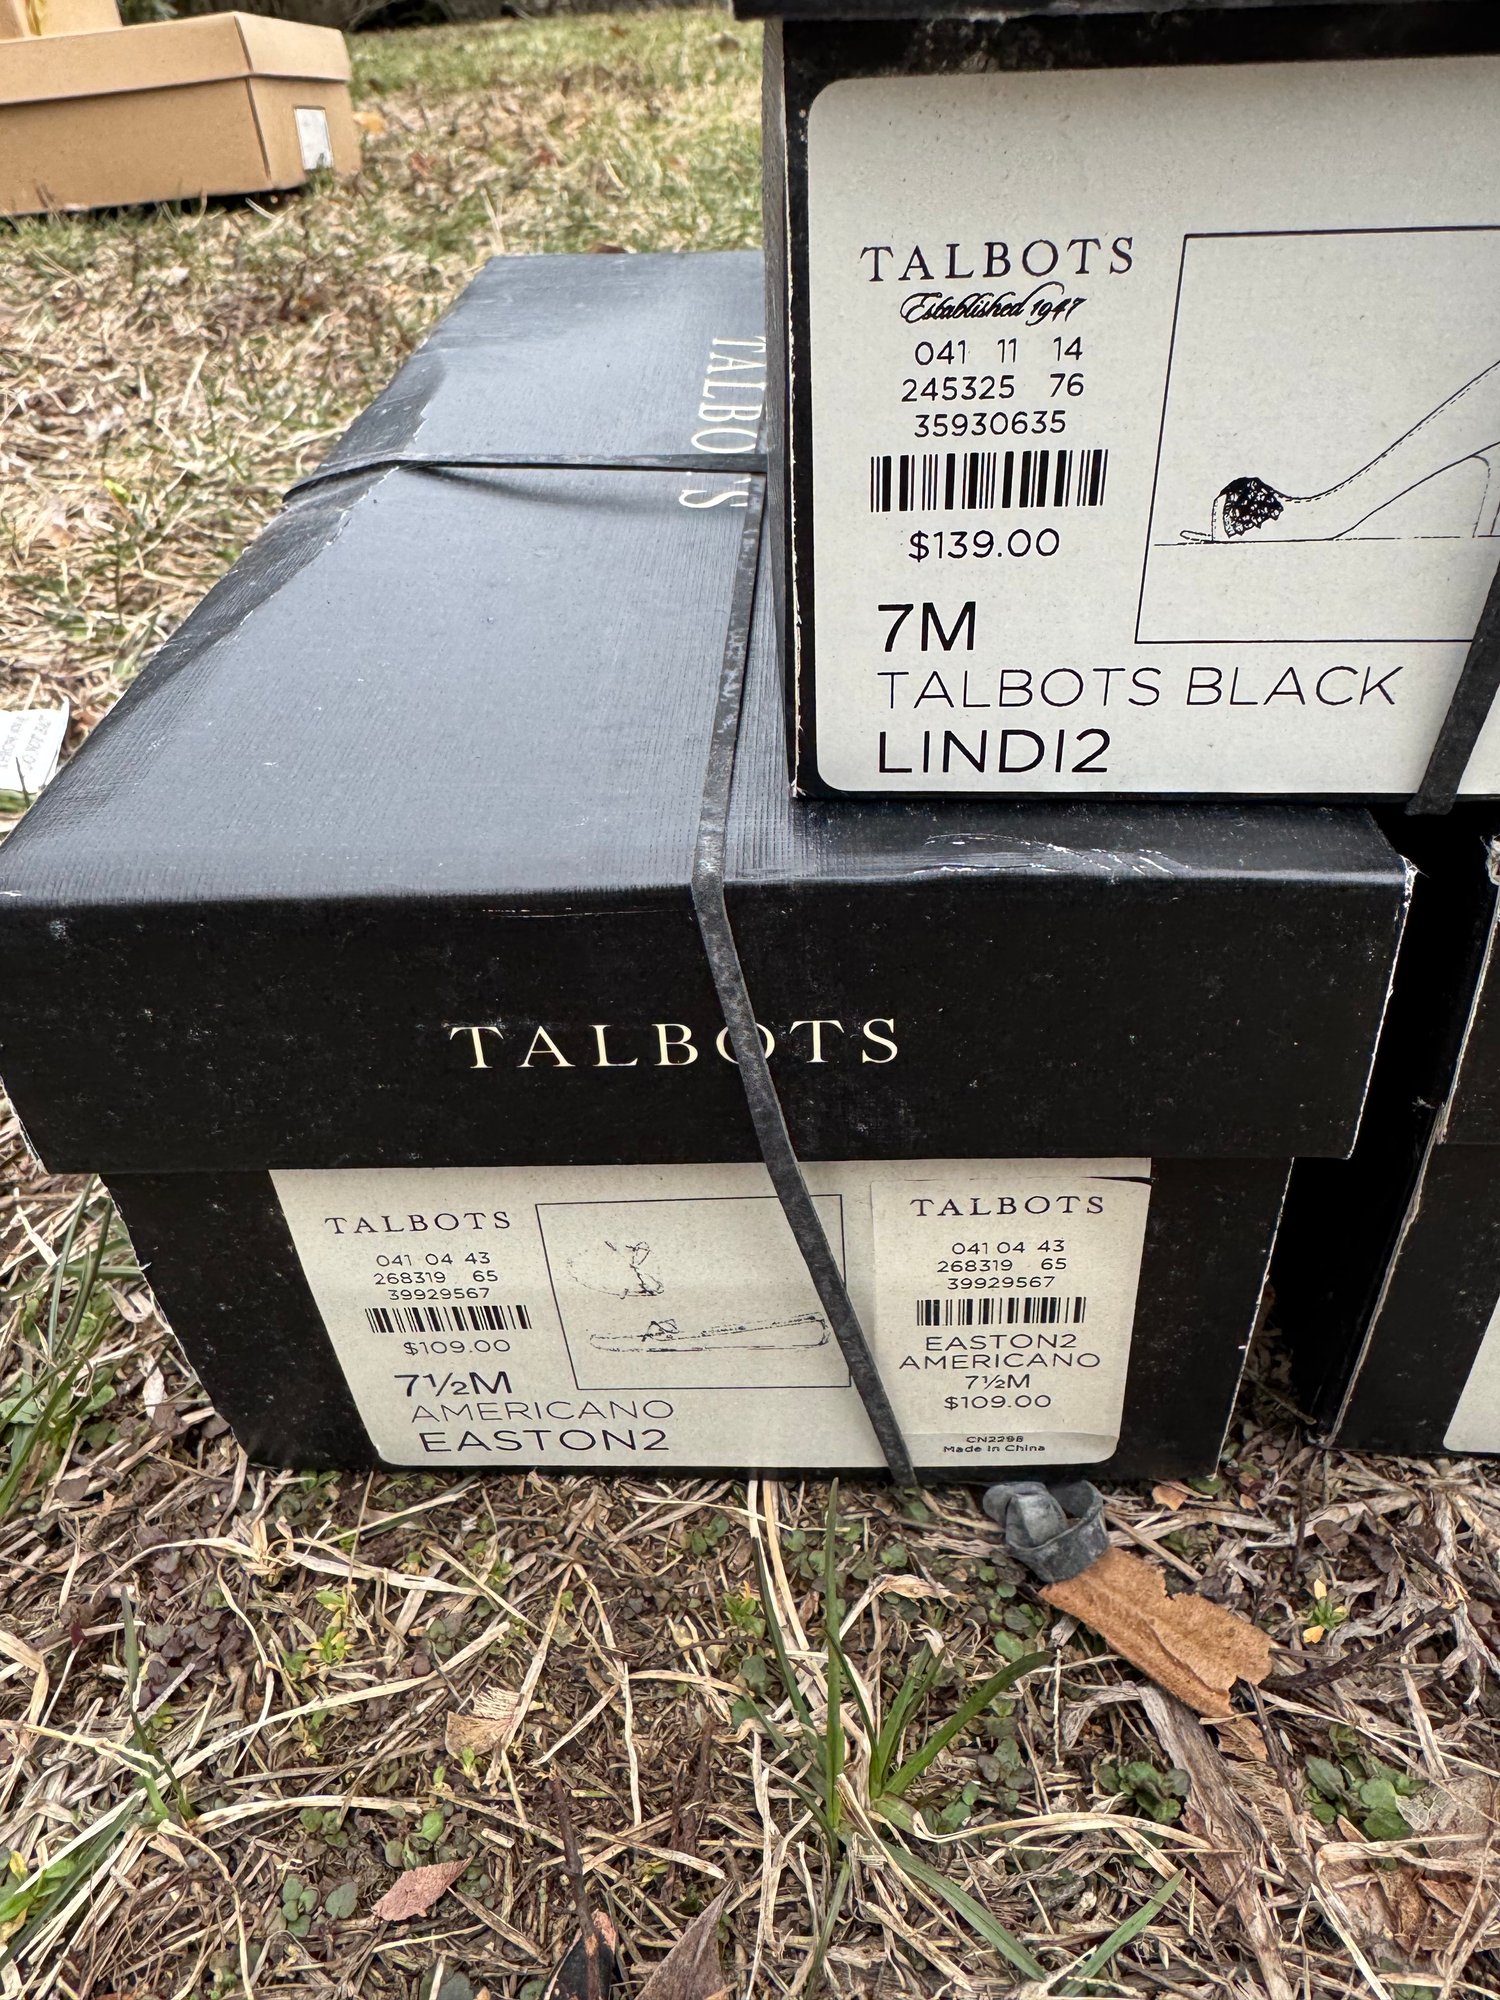 TALBOTS
Established 1947
041 11 14
245325 76
35930635
$139.00
7M
TALBOTS BLACK
LINDI2
TALBOTS
TALBOTS
TALBOTS
041 04 43
268319 65
39929567
$109.00
7½M
AMERICANO
EASTON2
TALBOTS
041 04 43
268319 65
39929567
EASTON2
AMERICANO
7½M
$109.00
CN2298
Made In China